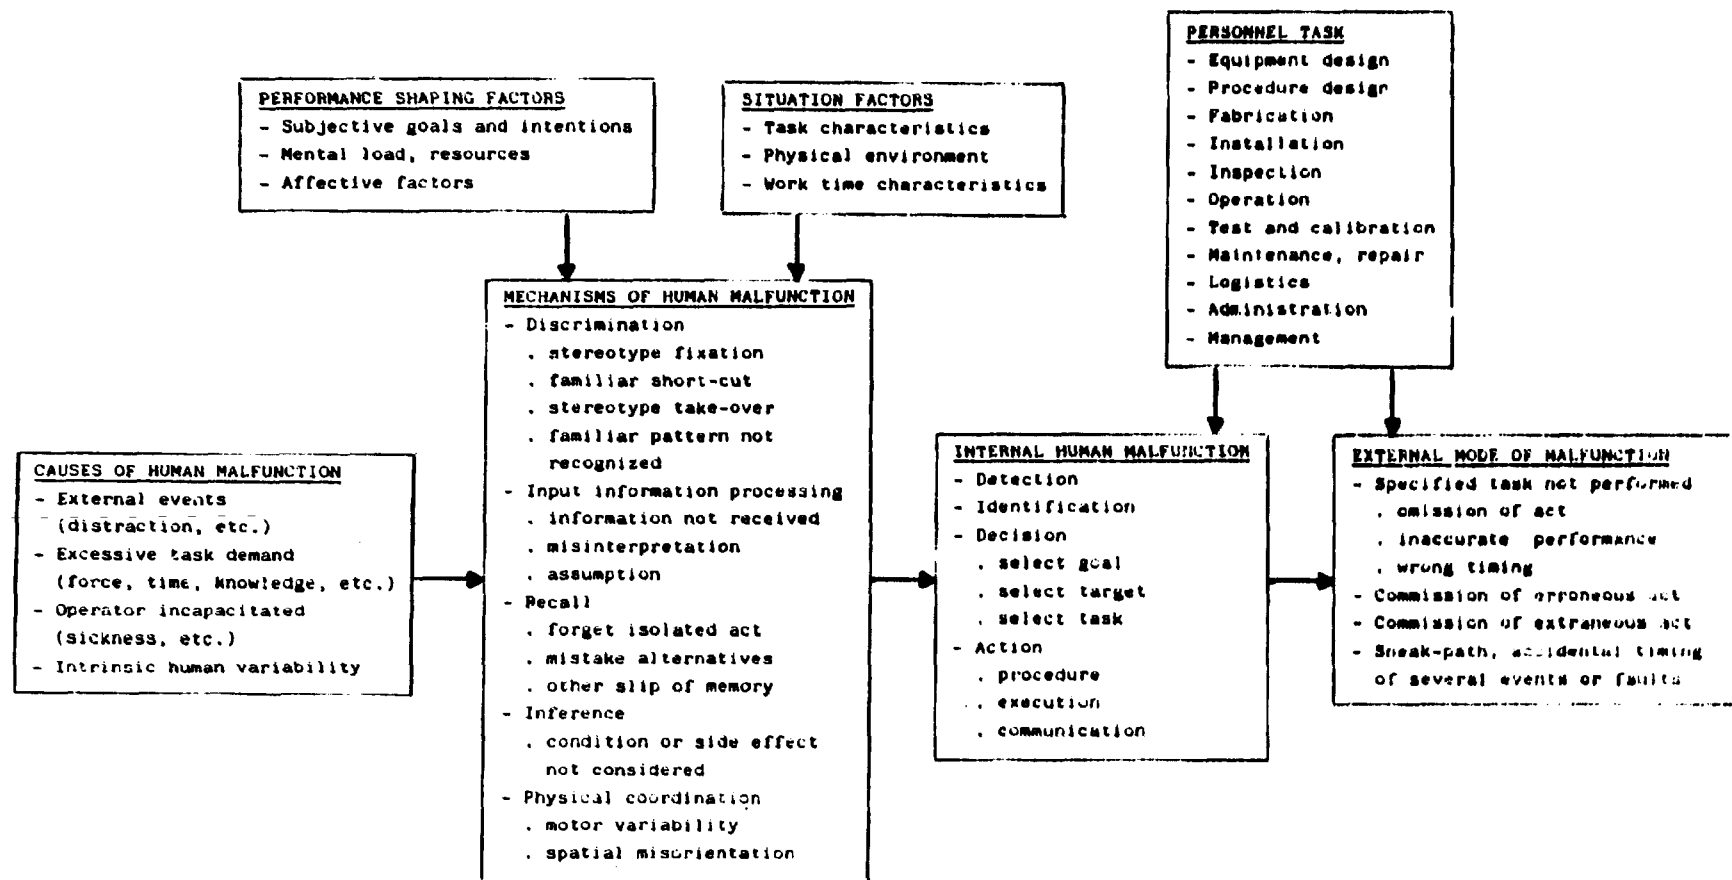 PERFORMANCE SHAPING FACTORS
- Subjective goals and intentions
- Mental load, resources
- Affective factors
SITUATION FACTORS
- Task characteristics
- Physical environment
- Work time characteristics
PERSONNEL TASK
- Equipment design
- Procedure design
- Fabrication
- Installation
- Inspection
- Operation
- Test and calibration
- Maintenance, repair
- Logistics
- Administration
- Management
CAUSES OF HUMAN MALFUNCTION
- External events
(distraction, etc.)
- Excessive task demand
(force, time, knowledge, etc.)
- Operator incapacitated
(sickness, etc.)
- Intrinsic human variability
MECHANISMS OF HUMAN MALFUNCTION
- Discrimination
. stereotype fixation
. familiar short-cut
. stereotype take-over
. familiar pattern not
recognized
- Input information processing
. information not received
. misinterpretation
. assumption
- Recall
. forget isolated act
. mistake alternatives
. other slip of memory
- Inference
. condition or side effect
not considered
- Physical coordination
. motor variability
. spatial misorientation
INTERNAL HUMAN MALFUNCTION
- Detection
- Identification
- Decision
. select goal
. select target
. select task
- Action
. procedure
. execution
. communication
EXTERNAL MODE OF MALFUNCTION
- Specified task not performed
. omission of act
. inaccurate performance
. wrong timing
- Commission of erroneous act
- Commission of extraneous act
- Sneak-path, accidental timing
of several events or faults